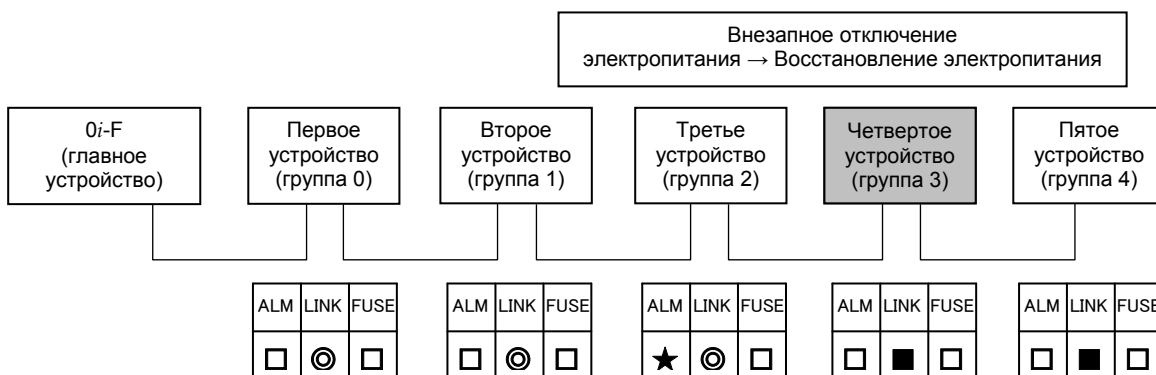 Внезапное отключение
электропитания → Восстановление электропитания
0i-F
(главное
устройство)
Первое
устройство
(группа 0)
Второе
устройство
(группа 1)
Третье
устройство
(группа 2)
Четвертое
устройство
(группа 3)
Пятое
устройство
(группа 4)
ALM LINK FUSE
□ ◎ □
ALM LINK FUSE
□ ◎ □
ALM LINK FUSE
★ ◎ □
ALM LINK FUSE
□ ■ □
ALM LINK FUSE
□ ■ □